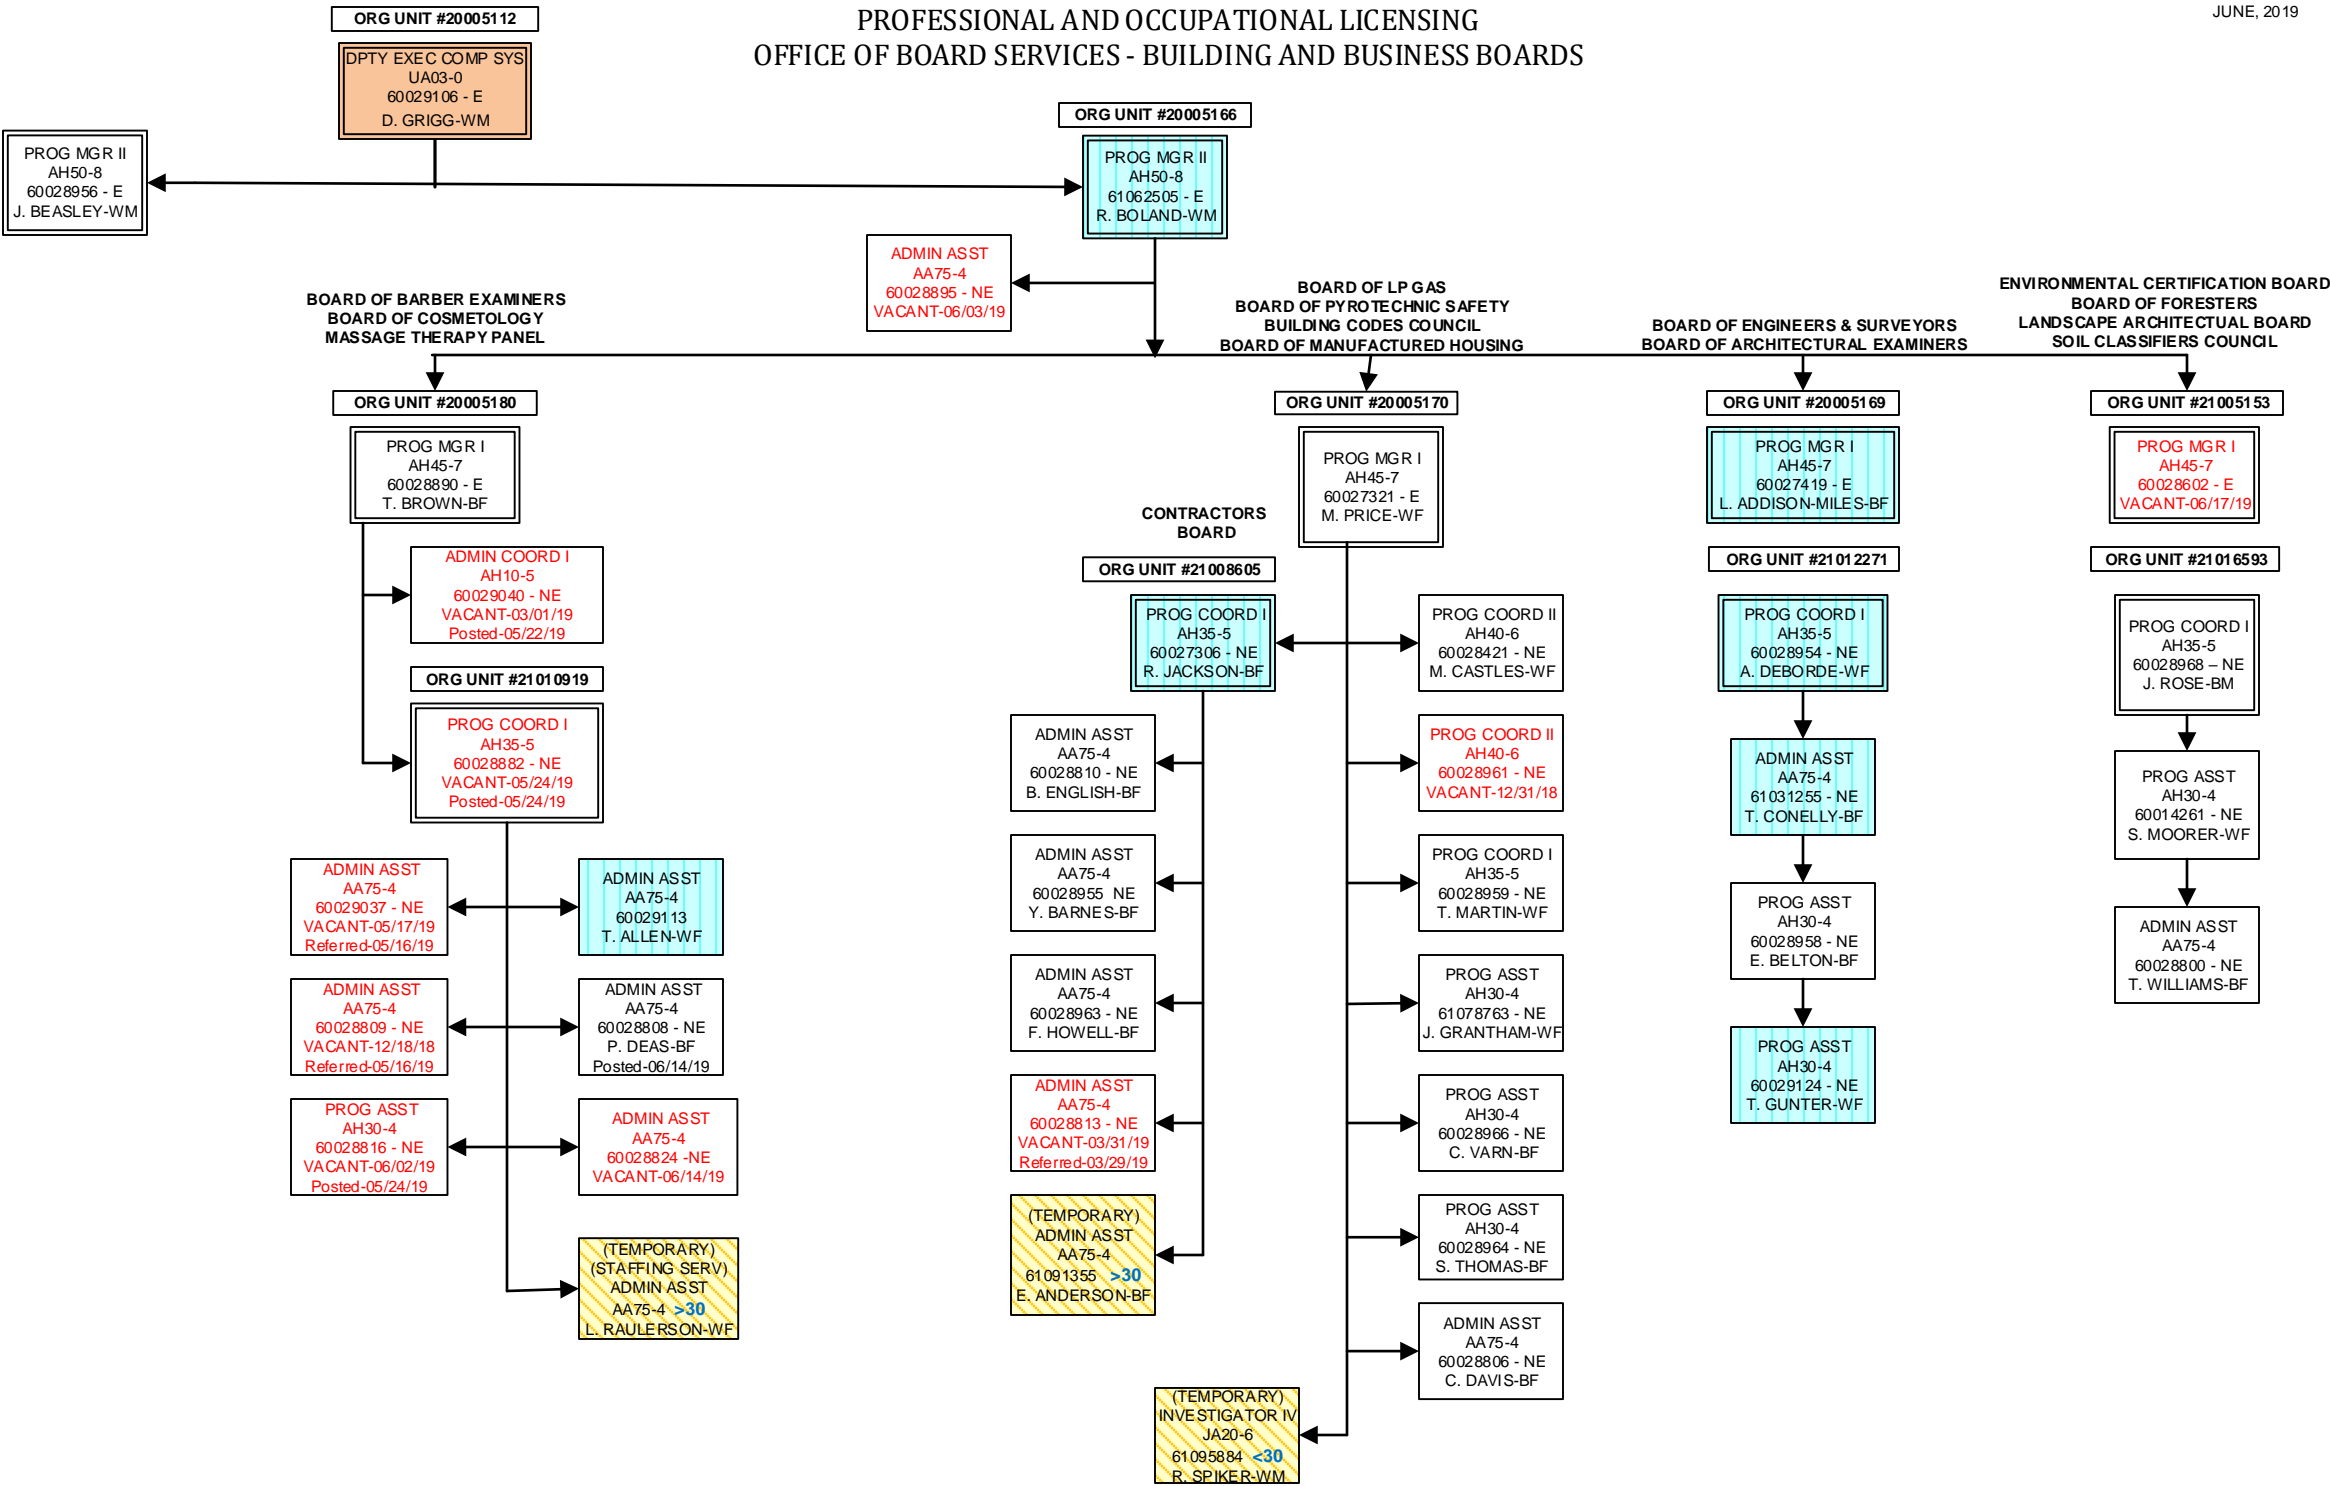 ORG UNIT #20005112
PROFESSIONAL AND OCCUPATIONAL LICENSING
OFFICE OF BOARD SERVICES - BUILDING AND BUSINESS BOARDS
JUNE, 2019
DPTY EXEC COMP SYS
UA03-0
60029106 - E
D. GRIGG-WM
PROG MGR II
AH50-8
60028956 - E
J. BEASLEY-WM
ORG UNIT #20005166
PROG MGR II
AH50-8
61062505 - E
R. BOLAND-WM
ADMIN ASST
AA75-4
60028895 - NE
VACANT-06/03/19
BOARD OF BARBER EXAMINERS
BOARD OF COSMETOLOGY
MASSAGE THERAPY PANEL
ORG UNIT #20005180
PROG MGR I
AH45-7
60028890 - E
T. BROWN-BF
ADMIN COORD I
AH10-5
60029040 - NE
VACANT-03/01/19
Posted-05/22/19
ORG UNIT #21010919
PROG COORD I
AH35-5
60028882 - NE
VACANT-05/24/19
Posted-05/24/19
ADMIN ASST
AA75-4
60029037 - NE
VACANT-05/17/19
Referred-05/16/19
ADMIN ASST
AA75-4
60029113
T. ALLEN-WF
ADMIN ASST
AA75-4
60028809 - NE
VACANT-12/18/18
Referred-05/16/19
ADMIN ASST
AA75-4
60028808 - NE
P. DEAS-BF
Posted-06/14/19
PROG ASST
AH30-4
60028816 - NE
VACANT-06/02/19
Posted-05/24/19
ADMIN ASST
AA75-4
60028824 -NE
VACANT-06/14/19
(TEMPORARY)
(STAFFING SERV)
ADMIN ASST
AA75-4 >30
L. RAULERSON-WF
BOARD OF LP GAS
BOARD OF PYROTECHNIC SAFETY
BUILDING CODES COUNCIL
BOARD OF MANUFACTURED HOUSING
ORG UNIT #20005170
PROG MGR I
AH45-7
60027321 - E
M. PRICE-WF
CONTRACTORS
BOARD
ORG UNIT #21008605
PROG COORD I
AH35-5
60027306 - NE
R. JACKSON-BF
ADMIN ASST
AA75-4
60028810 - NE
B. ENGLISH-BF
ADMIN ASST
AA75-4
60028955 NE
Y. BARNES-BF
ADMIN ASST
AA75-4
60028963 - NE
F. HOWELL-BF
ADMIN ASST
AA75-4
60028813 - NE
VACANT-03/31/19
Referred-03/29/19
(TEMPORARY)
ADMIN ASST
AA75-4
61091355 >30
E. ANDERSON-BF
PROG COORD II
AH40-6
60028421 - NE
M. CASTLES-WF
PROG COORD II
AH40-6
60028961 - NE
VACANT-12/31/18
PROG COORD I
AH35-5
60028959 - NE
T. MARTIN-WF
PROG ASST
AH30-4
61078763 - NE
J. GRANTHAM-WF
PROG ASST
AH30-4
60028966 - NE
C. VARN-BF
PROG ASST
AH30-4
60028964 - NE
S. THOMAS-BF
ADMIN ASST
AA75-4
60028806 - NE
C. DAVIS-BF
(TEMPORARY)
INVESTIGATOR IV
JA20-6
61095884 <30
R. SPIKER-WM
BOARD OF ENGINEERS & SURVEYORS
BOARD OF ARCHITECTURAL EXAMINERS
ORG UNIT #20005169
PROG MGR I
AH45-7
60027419 - E
L. ADDISON-MILES-BF
ORG UNIT #21012271
PROG COORD I
AH35-5
60028954 - NE
A. DEBORDE-WF
ADMIN ASST
AA75-4
61031255 - NE
T. CONELLY-BF
PROG ASST
AH30-4
60028958 - NE
E. BELTON-BF
PROG ASST
AH30-4
60029124 - NE
T. GUNTER-WF
ENVIRONMENTAL CERTIFICATION BOARD
BOARD OF FORESTERS
LANDSCAPE ARCHITECTUAL BOARD
SOIL CLASSIFIERS COUNCIL
ORG UNIT #21005153
PROG MGR I
AH45-7
60028602 - E
VACANT-06/17/19
ORG UNIT #21016593
PROG COORD I
AH35-5
60028968 – NE
J. ROSE-BM
PROG ASST
AH30-4
60014261 - NE
S. MOORER-WF
ADMIN ASST
AA75-4
60028800 - NE
T. WILLIAMS-BF